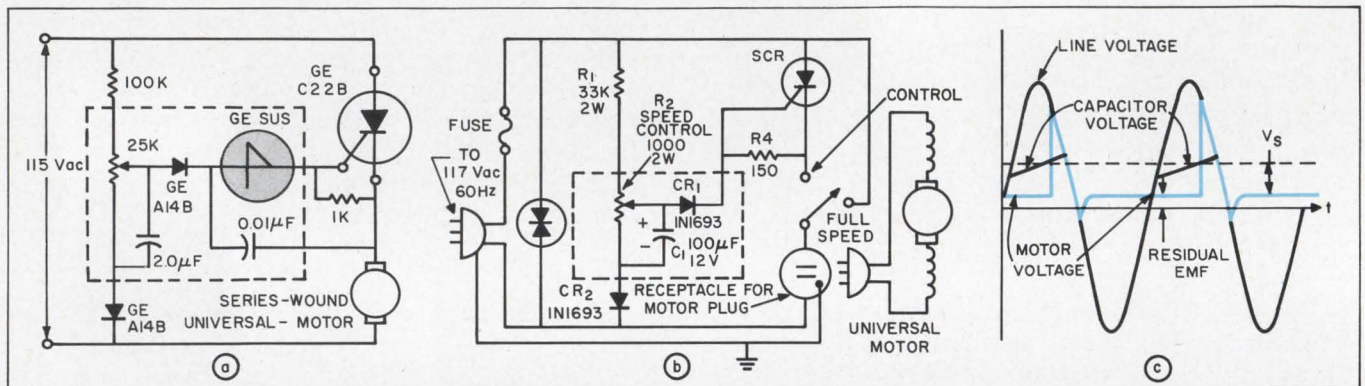 115 Vac
100K
25K
GE SUS
GE
C22B
GE
A14B
0.01μF
1K
2.0μF
GE
A14B
SERIES-WOUND
UNIVERSAL-MOTOR
a
FUSE
TO
117 Vac
60Hz
R1
33K
2W
R2
SPEED
CONTROL
1000
2W
CR1
1N1693
+
C1 100μF
12V
CR2
1N1693
SCR
R4
150
CONTROL
FULL
SPEED
RECEPTACLE FOR
MOTOR PLUG
UNIVERSAL
MOTOR
b
LINE VOLTAGE
CAPACITOR
VOLTAGE
VS
t
MOTOR
VOLTAGE
RESIDUAL
EMF
c